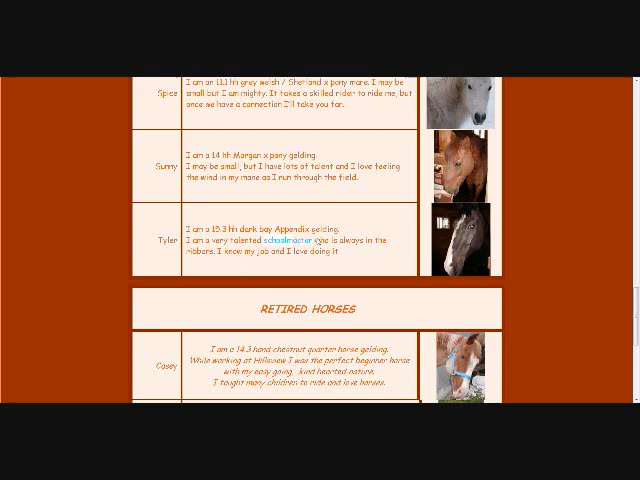 Spice
I am an 11.1 hh grey welsh / Shetland x pony mare. I may be
small but I am mighty. It takes a skilled rider to ride me, but
once we have a connection I'll take you far.
Sunny
I am a 14 hh Morgan x pony gelding.
I may be small, but I have lots of talent and I love feeling
the wind in my mane as I run through the field.
Tyler
I am a 15.3 hh dark bay Appendix gelding.
I am a very talented schoolmaster who is always in the
ribbons. I know my job and I love doing it
RETIRED HORSES
Casey
I am a 14.3 hand chestnut quarter horse gelding.
While working at Hillsview I was the perfect beginner horse
with my easy going, kind hearted nature.
I taught many children to ride and love horses.